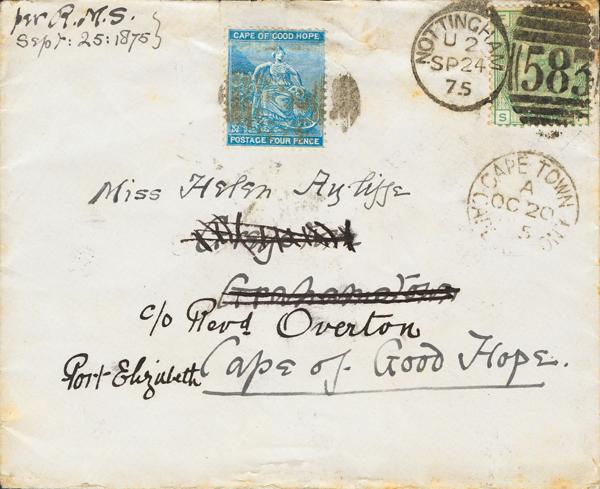 per R.M.S.
Sept: 25: 1875
CAPE OF GOOD HOPE
POSTAGE FOUR PENCE
NOTTINGHAM
U 2
SP 24
75
583
S
CAPE TOWN
A
OC 20
5
Miss Helen Ayliffe
Grahamstown
c/o Revd Overton
Port Elizabeth Cape of Good Hope.